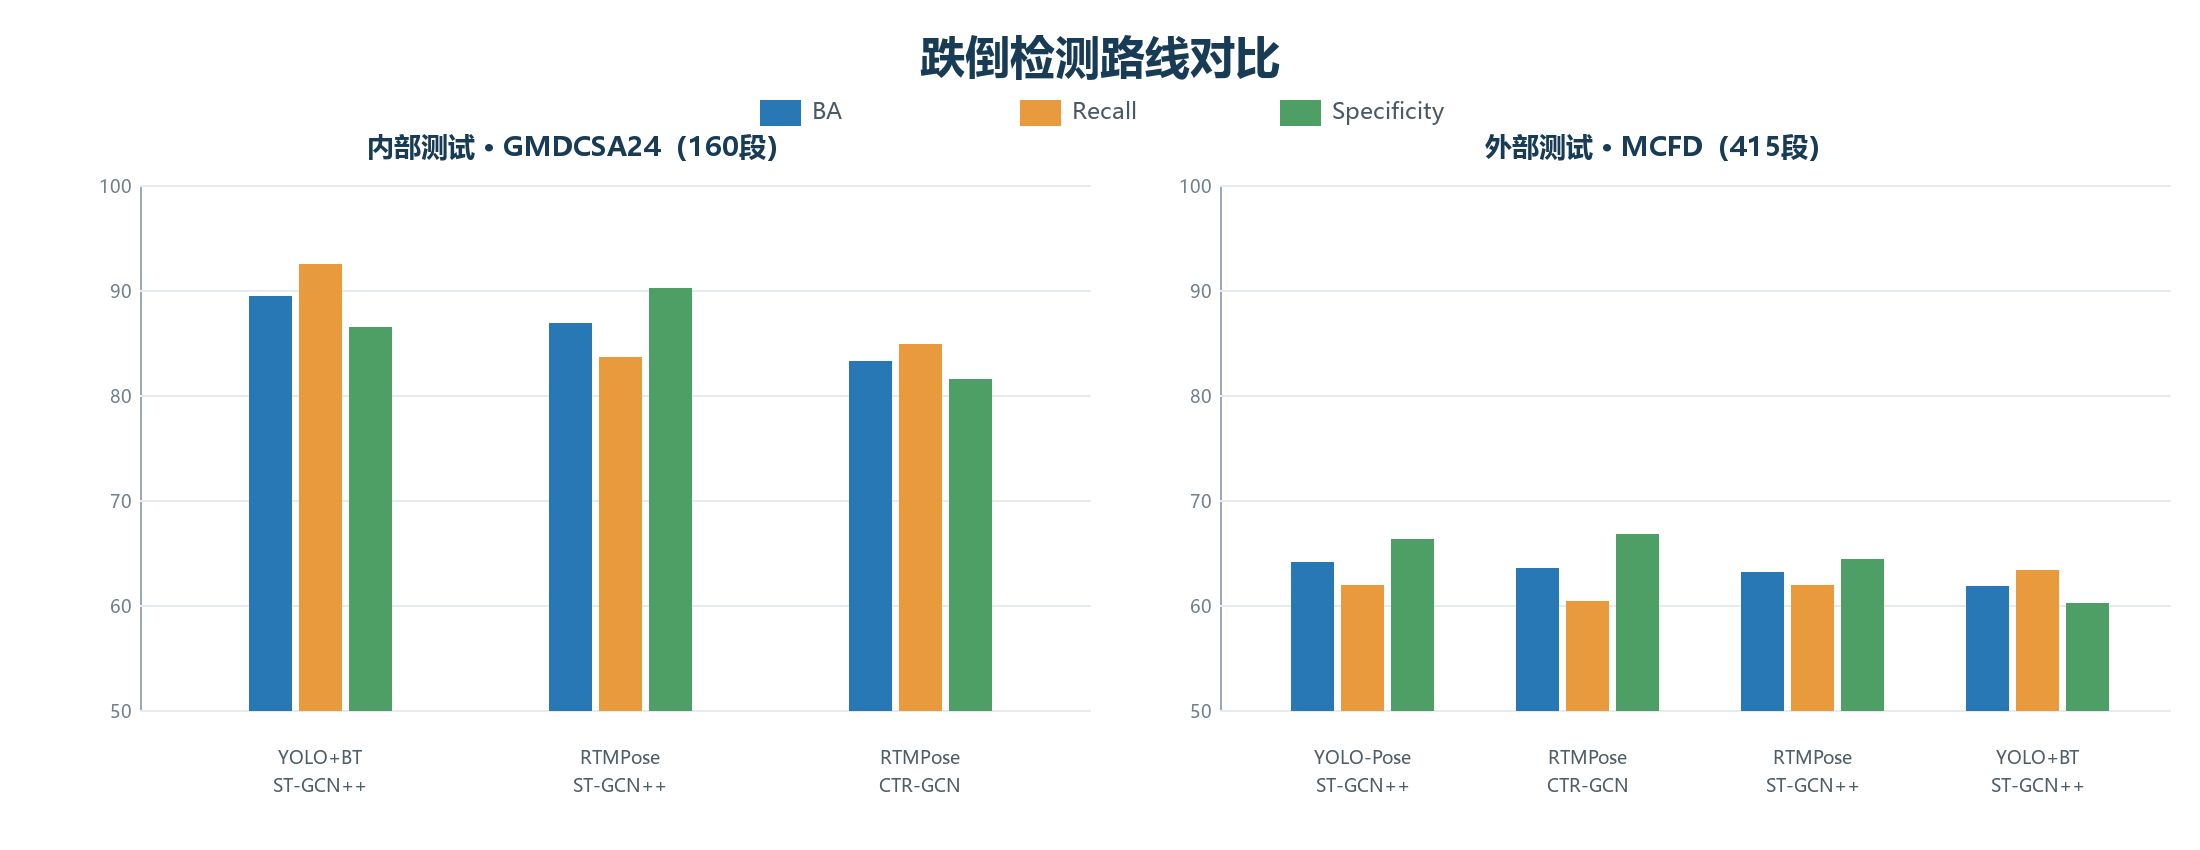 跌倒检测路线对比
BA
Recall
Specificity
内部测试 • GMDCSA24（160段）
100
90
80
70
60
50
YOLO+BT
ST-GCN++
RTMPose
ST-GCN++
RTMPose
CTR-GCN
外部测试 • MCFD（415段）
100
90
80
70
60
50
YOLO-Pose
ST-GCN++
RTMPose
CTR-GCN
RTMPose
ST-GCN++
YOLO+BT
ST-GCN++